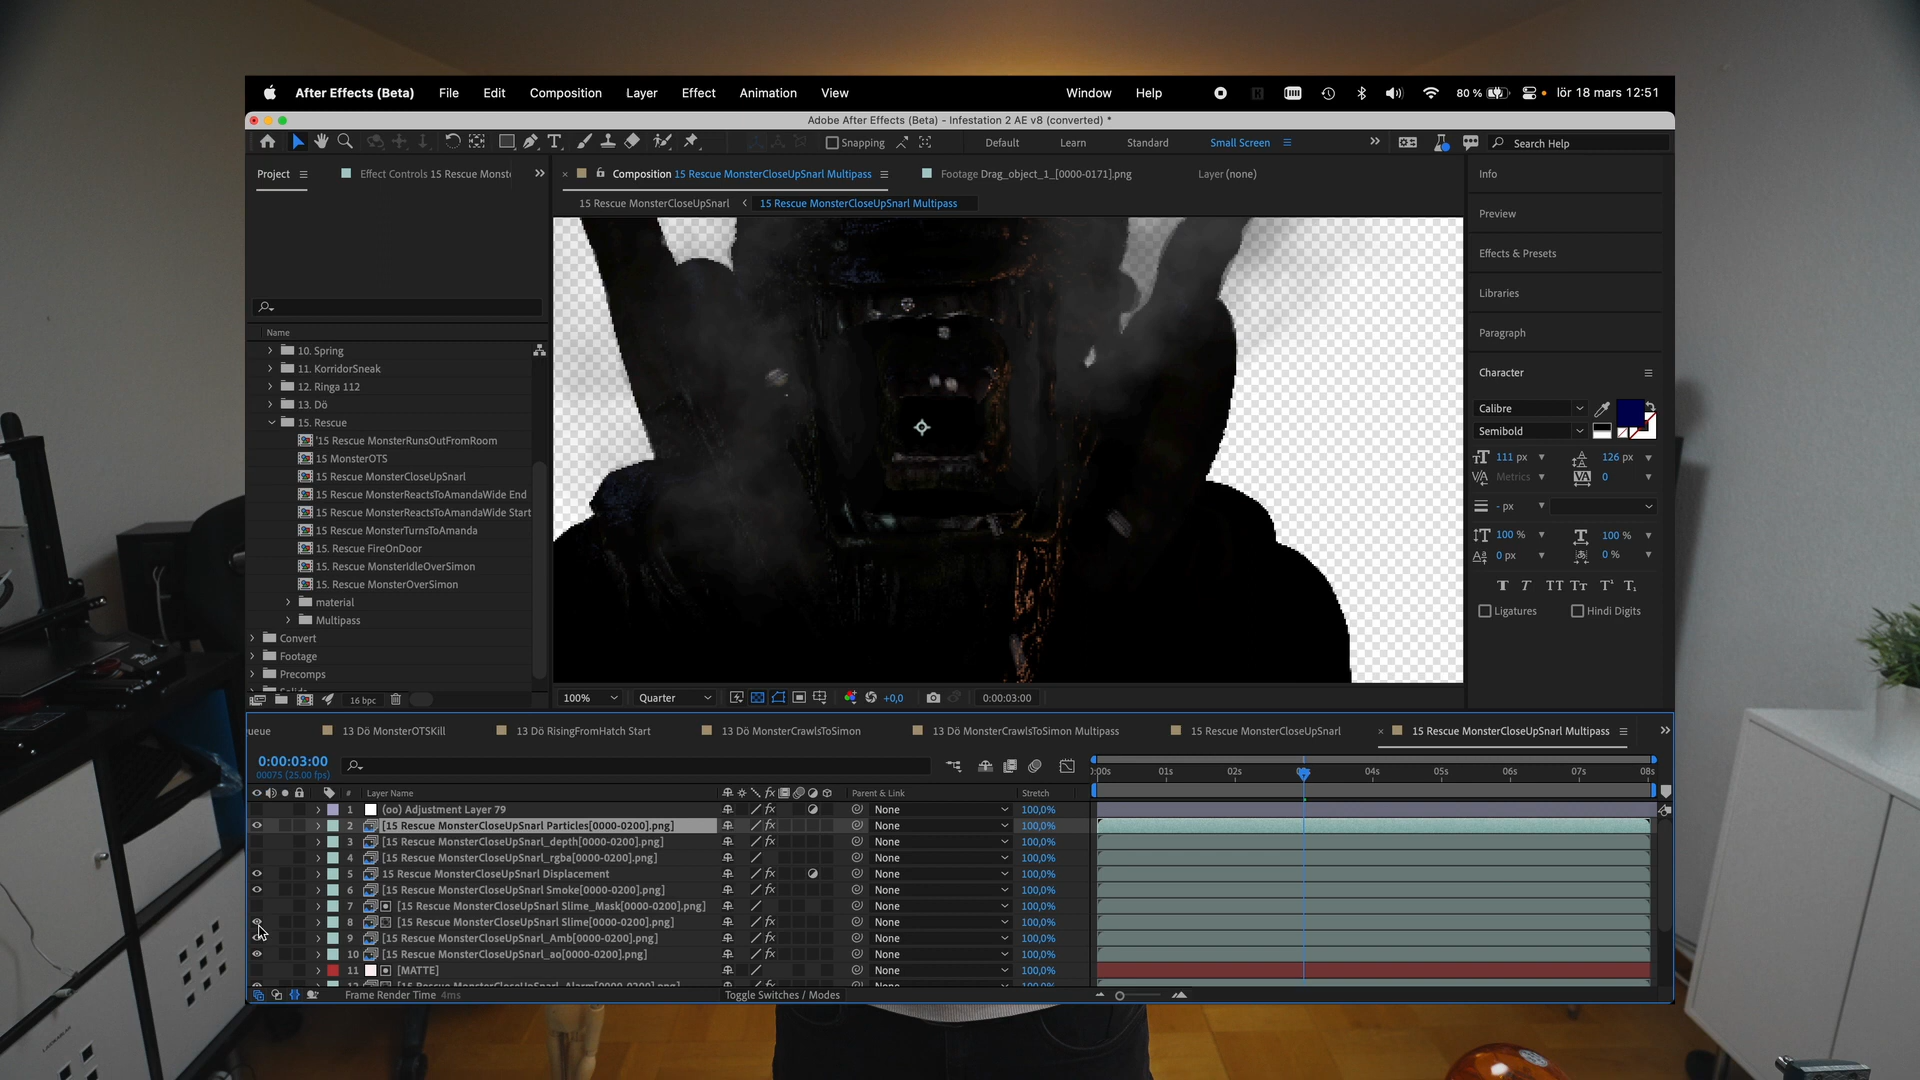 After Effects (Beta) File Edit Composition Layer Effect Animation View Window Help 80 % lör 18 mars 12:51
Adobe After Effects (Beta) - Infestation 2 AE v8 (converted) *
Snapping Default Learn Standard Small Screen Search Help
Project Effect Controls 15 Rescue Monst
Composition 15 Rescue MonsterCloseUpSnarl Multipass Footage Drag_object_1_[0000-0171].png Layer (none)
15 Rescue MonsterCloseUpSnarl 15 Rescue MonsterCloseUpSnarl Multipass
Name
10. Spring
11. KorridorSneak
12. Ringa 112
13. Dö
15. Rescue
'15 Rescue MonsterRunsOutFromRoom
15 MonsterOTS
15 Rescue MonsterCloseUpSnarl
15 Rescue MonsterReactsToAmandaWide End
15 Rescue MonsterReactsToAmandaWide Start
15 Rescue MonsterTurnsToAmanda
15. Rescue FireOnDoor
15. Rescue MonsterIdleOverSimon
15. Rescue MonsterOverSimon
material
Multipass
Convert
Footage
Precomps
16 bpc
100% Quarter +0,0 0:00:03:00
Info
Preview
Effects & Presets
Libraries
Paragraph
Character
Calibre
Semibold
111 px 126 px
Metrics 0
- px
100 % 100 %
0 px 0 %
T T TT Tт T¹ T₁
Ligatures Hindi Digits
ueue 13 Dö MonsterOTSKill 13 Dö RisingFromHatch Start 13 Dö MonsterCrawlsToSimon 13 Dö MonsterCrawlsToSimon Multipass 15 Rescue MonsterCloseUpSnarl 15 Rescue MonsterCloseUpSnarl Multipass
0:00:03:00
00075 (25.00 fps)
:00s 01s 02s 04s 05s 06s 07s 08s
# Layer Name fx Parent & Link Stretch
1 (oo) Adjustment Layer 79 fx None 100,0%
2 [15 Rescue MonsterCloseUpSnarl Particles[0000-0200].png] fx None 100,0%
3 [15 Rescue MonsterCloseUpSnarl_depth[0000-0200].png] fx None 100,0%
4 [15 Rescue MonsterCloseUpSnarl_rgba[0000-0200].png] None 100,0%
5 15 Rescue MonsterCloseUpSnarl Displacement fx None 100,0%
6 [15 Rescue MonsterCloseUpSnarl Smoke[0000-0200].png] fx None 100,0%
7 [15 Rescue MonsterCloseUpSnarl Slime_Mask[0000-0200].png] None 100,0%
8 [15 Rescue MonsterCloseUpSnarl Slime[0000-0200].png] fx None 100,0%
9 [15 Rescue MonsterCloseUpSnarl_Amb[0000-0200].png] fx None 100,0%
10 [15 Rescue MonsterCloseUpSnarl_ao[0000-0200].png] fx None 100,0%
11 [MATTE] None 100,0%
Frame Render Time 4ms Toggle Switches / Modes